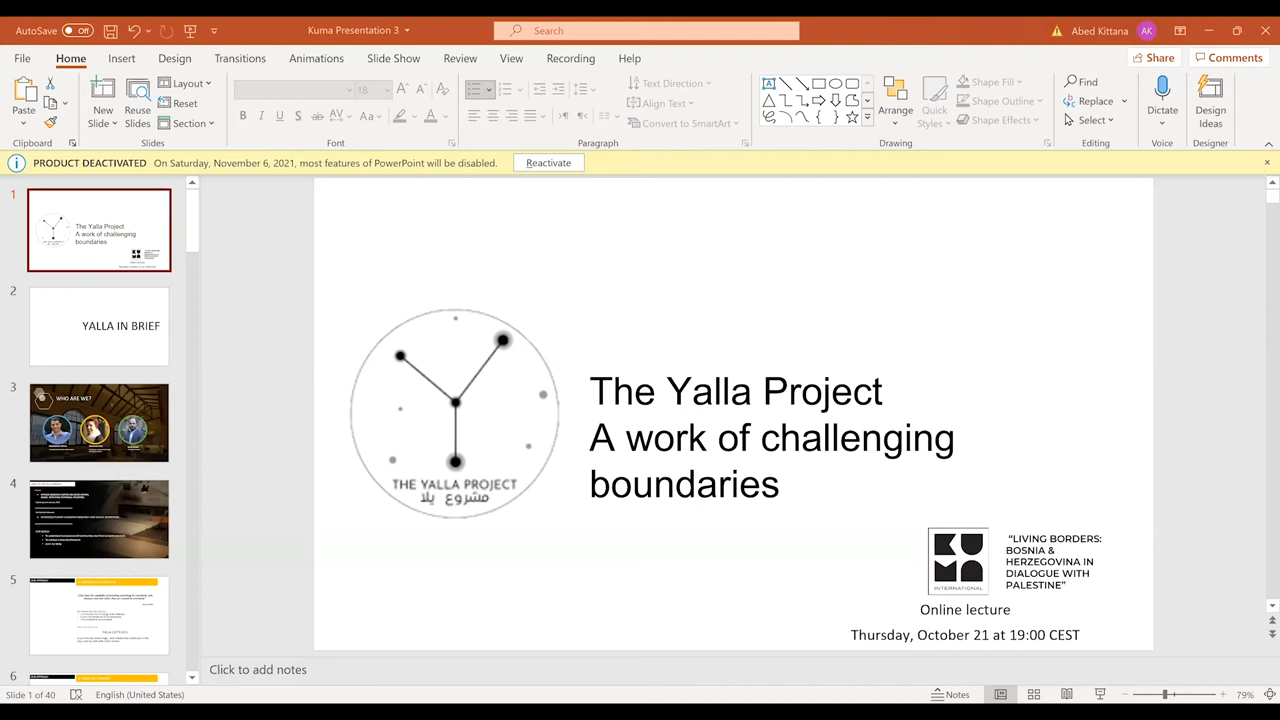 AutoSave Off
Kuma Presentation 3
Search
Abed Kittana
AK
File Home Insert Design Transitions Animations Slide Show Review View Recording Help
Share
Comments
Paste
New Slide
Reuse Slides
Layout
Reset
Section
18
Text Direction
Align Text
Convert to SmartArt
Arrange
Quick Styles
Shape Fill
Shape Outline
Shape Effects
Find
Replace
Select
Dictate
Design Ideas
Clipboard Slides Font Paragraph Drawing Editing Voice Designer
PRODUCT DEACTIVATED On Saturday, November 6, 2021, most features of PowerPoint will be disabled. Reactivate
1
The Yalla Project
A work of challenging
boundaries
2
YALLA IN BRIEF
3
WHO ARE WE?
4
5
6
THE YALLA PROJECT
مشروع يلا
The Yalla Project
A work of challenging
boundaries
KUMA
INTERNATIONAL
“LIVING BORDERS:
BOSNIA &
HERZEGOVINA IN
DIALOGUE WITH
PALESTINE”
Online lecture
Thursday, October 21 at 19:00 CEST
Click to add notes
Slide 1 of 40 English (United States) Notes 79%